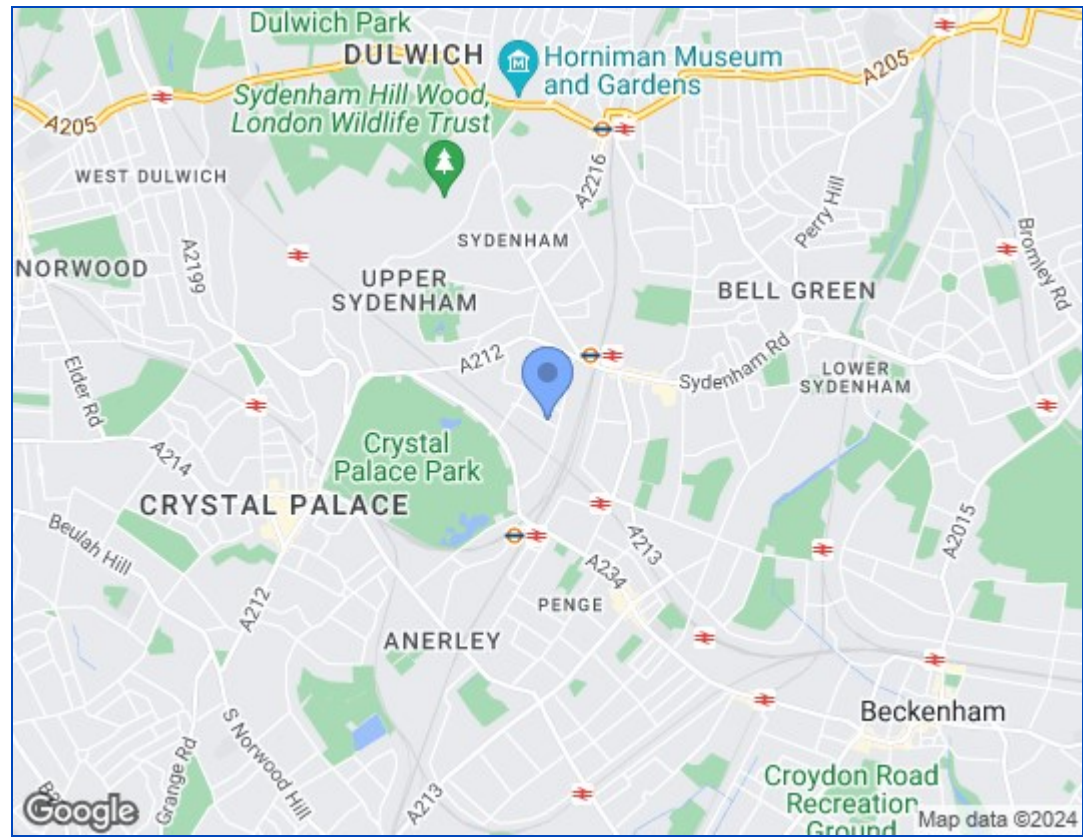 Dulwich Park
DULWICH
Horniman Museum
and Gardens
A205
Sydenham Hill Wood,
London Wildlife Trust
A205
A2216
WEST DULWICH
Perry Hill
SYDENHAM
A2199
Bromley Rd
NORWOOD
UPPER
SYDENHAM
BELL GREEN
A212
Sydenham Rd
LOWER
SYDENHAM
Elder Rd
Crystal
Palace Park
A214
CRYSTAL PALACE
A2015
Beulah Hill
A213
A234
A212
PENGE
ANERLEY
Beckenham
S Norwood Hill
Grange Rd
A213
Croydon Road
Recreation
Ground
Google
Map data ©2024